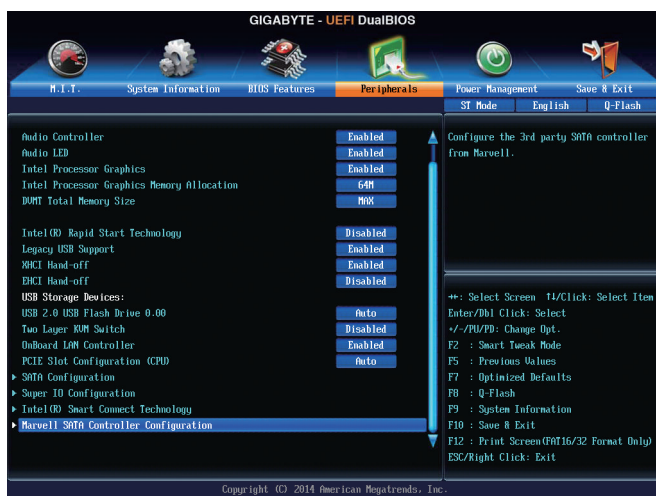 GIGABYTE - UEFI DualBIOS
M.I.T.
System Information
BIOS Features
Peripherals
Power Management
Save & Exit
ST Mode
English
Q-Flash
Audio Controller Enabled
Audio LED Enabled
Intel Processor Graphics Enabled
Intel Processor Graphics Memory Allocation 64M
DVMT Total Memory Size MAX
Intel(R) Rapid Start Technology Disabled
Legacy USB Support Enabled
XHCI Hand-off Enabled
EHCI Hand-off Disabled
USB Storage Devices:
USB 2.0 USB Flash Drive 0.00 Auto
Two Layer KVM Switch Disabled
OnBoard LAN Controller Enabled
PCIE Slot Configuration (CPU) Auto
SATA Configuration
Super IO Configuration
Intel(R) Smart Connect Technology
Marvell SATA Controller Configuration
Configure the 3rd party SATA controller
from Marvell.
→←: Select Screen ↑↓/Click: Select Item
Enter/Dbl Click: Select
+/-/PU/PD: Change Opt.
F2 : Smart Tweak Mode
F5 : Previous Values
F7 : Optimized Defaults
F8 : Q-Flash
F9 : System Information
F10 : Save & Exit
F12 : Print Screen(FAT16/32 Format Only)
ESC/Right Click: Exit
Copyright (C) 2014 American Megatrends, Inc.